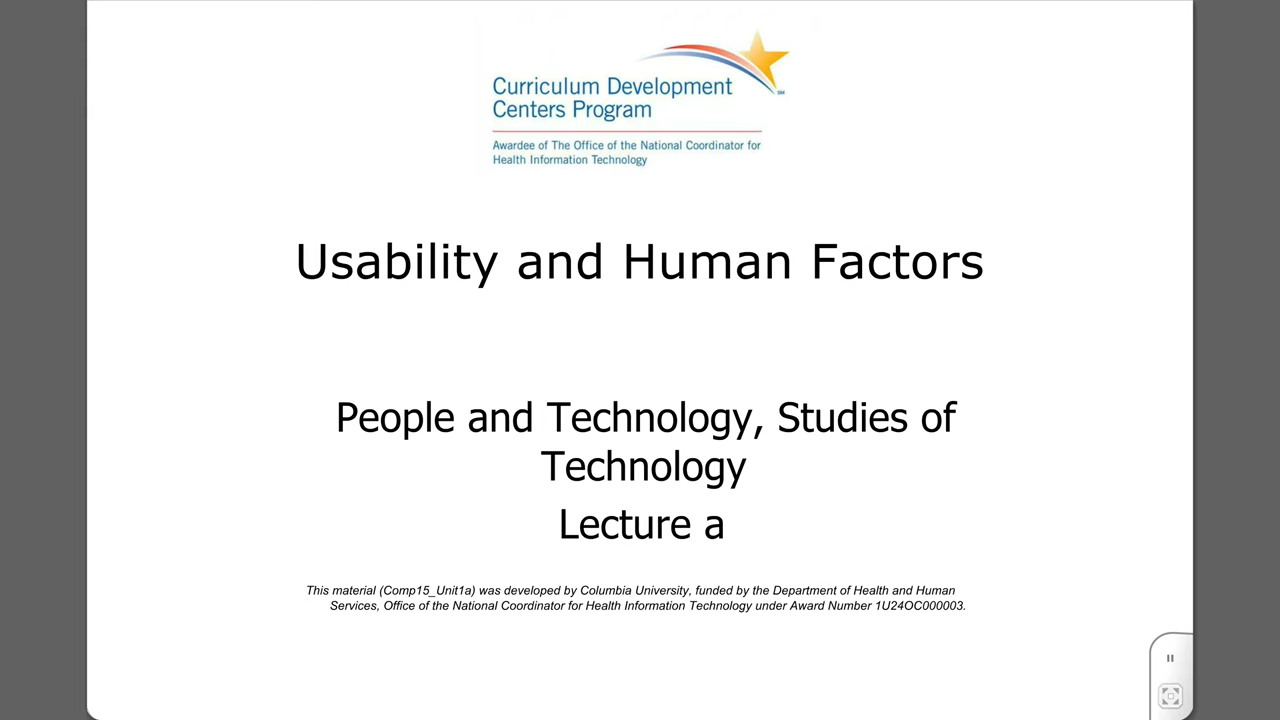 Curriculum Development
Centers Program
SM
Awardee of The Office of the National Coordinator for
Health Information Technology
Usability and Human Factors
People and Technology, Studies of
Technology
Lecture a
This material (Comp15_Unit1a) was developed by Columbia University, funded by the Department of Health and Human
Services, Office of the National Coordinator for Health Information Technology under Award Number 1U24OC000003.